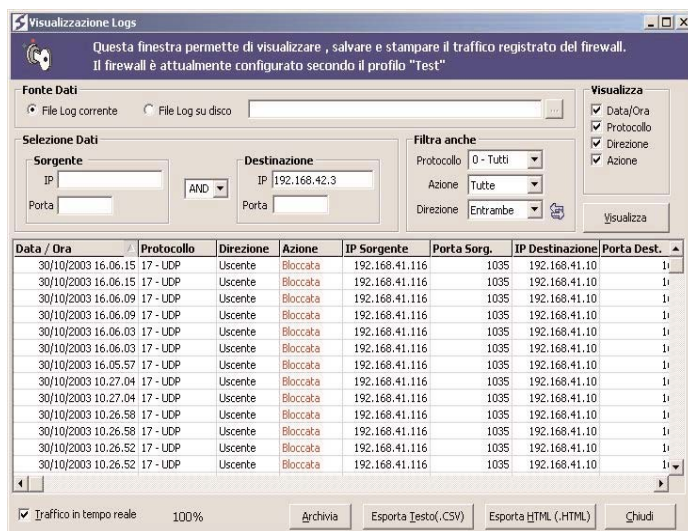 Visualizzazione Logs
Questa finestra permette di visualizzare , salvare e stampare il traffico registrato del firewall.
Il firewall è attualmente configurato secondo il profilo "Test"
Fonte Dati
File Log corrente File Log su disco ...
Visualizza
Data/Ora
Protocollo
Direzione
Azione
Selezione Dati
Sorgente
IP
Porta
AND
Destinazione
IP 192.168.42.3
Porta
Filtra anche
Protocollo 0 - Tutti
Azione Tutte
Direzione Entrambe
Visualizza
Data / Ora Protocollo Direzione Azione IP Sorgente Porta Sorg. IP Destinazione Porta Dest.
30/10/2003 16.06.15 17 - UDP Uscente Bloccata 192.168.41.116 1035 192.168.41.10
30/10/2003 16.06.15 17 - UDP Uscente Bloccata 192.168.41.116 1035 192.168.41.10
30/10/2003 16.06.09 17 - UDP Uscente Bloccata 192.168.41.116 1035 192.168.41.10
30/10/2003 16.06.09 17 - UDP Uscente Bloccata 192.168.41.116 1035 192.168.41.10
30/10/2003 16.06.03 17 - UDP Uscente Bloccata 192.168.41.116 1035 192.168.41.10
30/10/2003 16.06.03 17 - UDP Uscente Bloccata 192.168.41.116 1035 192.168.41.10
30/10/2003 16.05.57 17 - UDP Uscente Bloccata 192.168.41.116 1035 192.168.41.10
30/10/2003 10.27.04 17 - UDP Uscente Bloccata 192.168.41.116 1035 192.168.41.10
30/10/2003 10.27.04 17 - UDP Uscente Bloccata 192.168.41.116 1035 192.168.41.10
30/10/2003 10.26.58 17 - UDP Uscente Bloccata 192.168.41.116 1035 192.168.41.10
30/10/2003 10.26.58 17 - UDP Uscente Bloccata 192.168.41.116 1035 192.168.41.10
30/10/2003 10.26.52 17 - UDP Uscente Bloccata 192.168.41.116 1035 192.168.41.10
30/10/2003 10.26.52 17 - UDP Uscente Bloccata 192.168.41.116 1035 192.168.41.10
Traffico in tempo reale 100% Archivia Esporta Testo(.CSV) Esporta HTML (.HTML) Chiudi